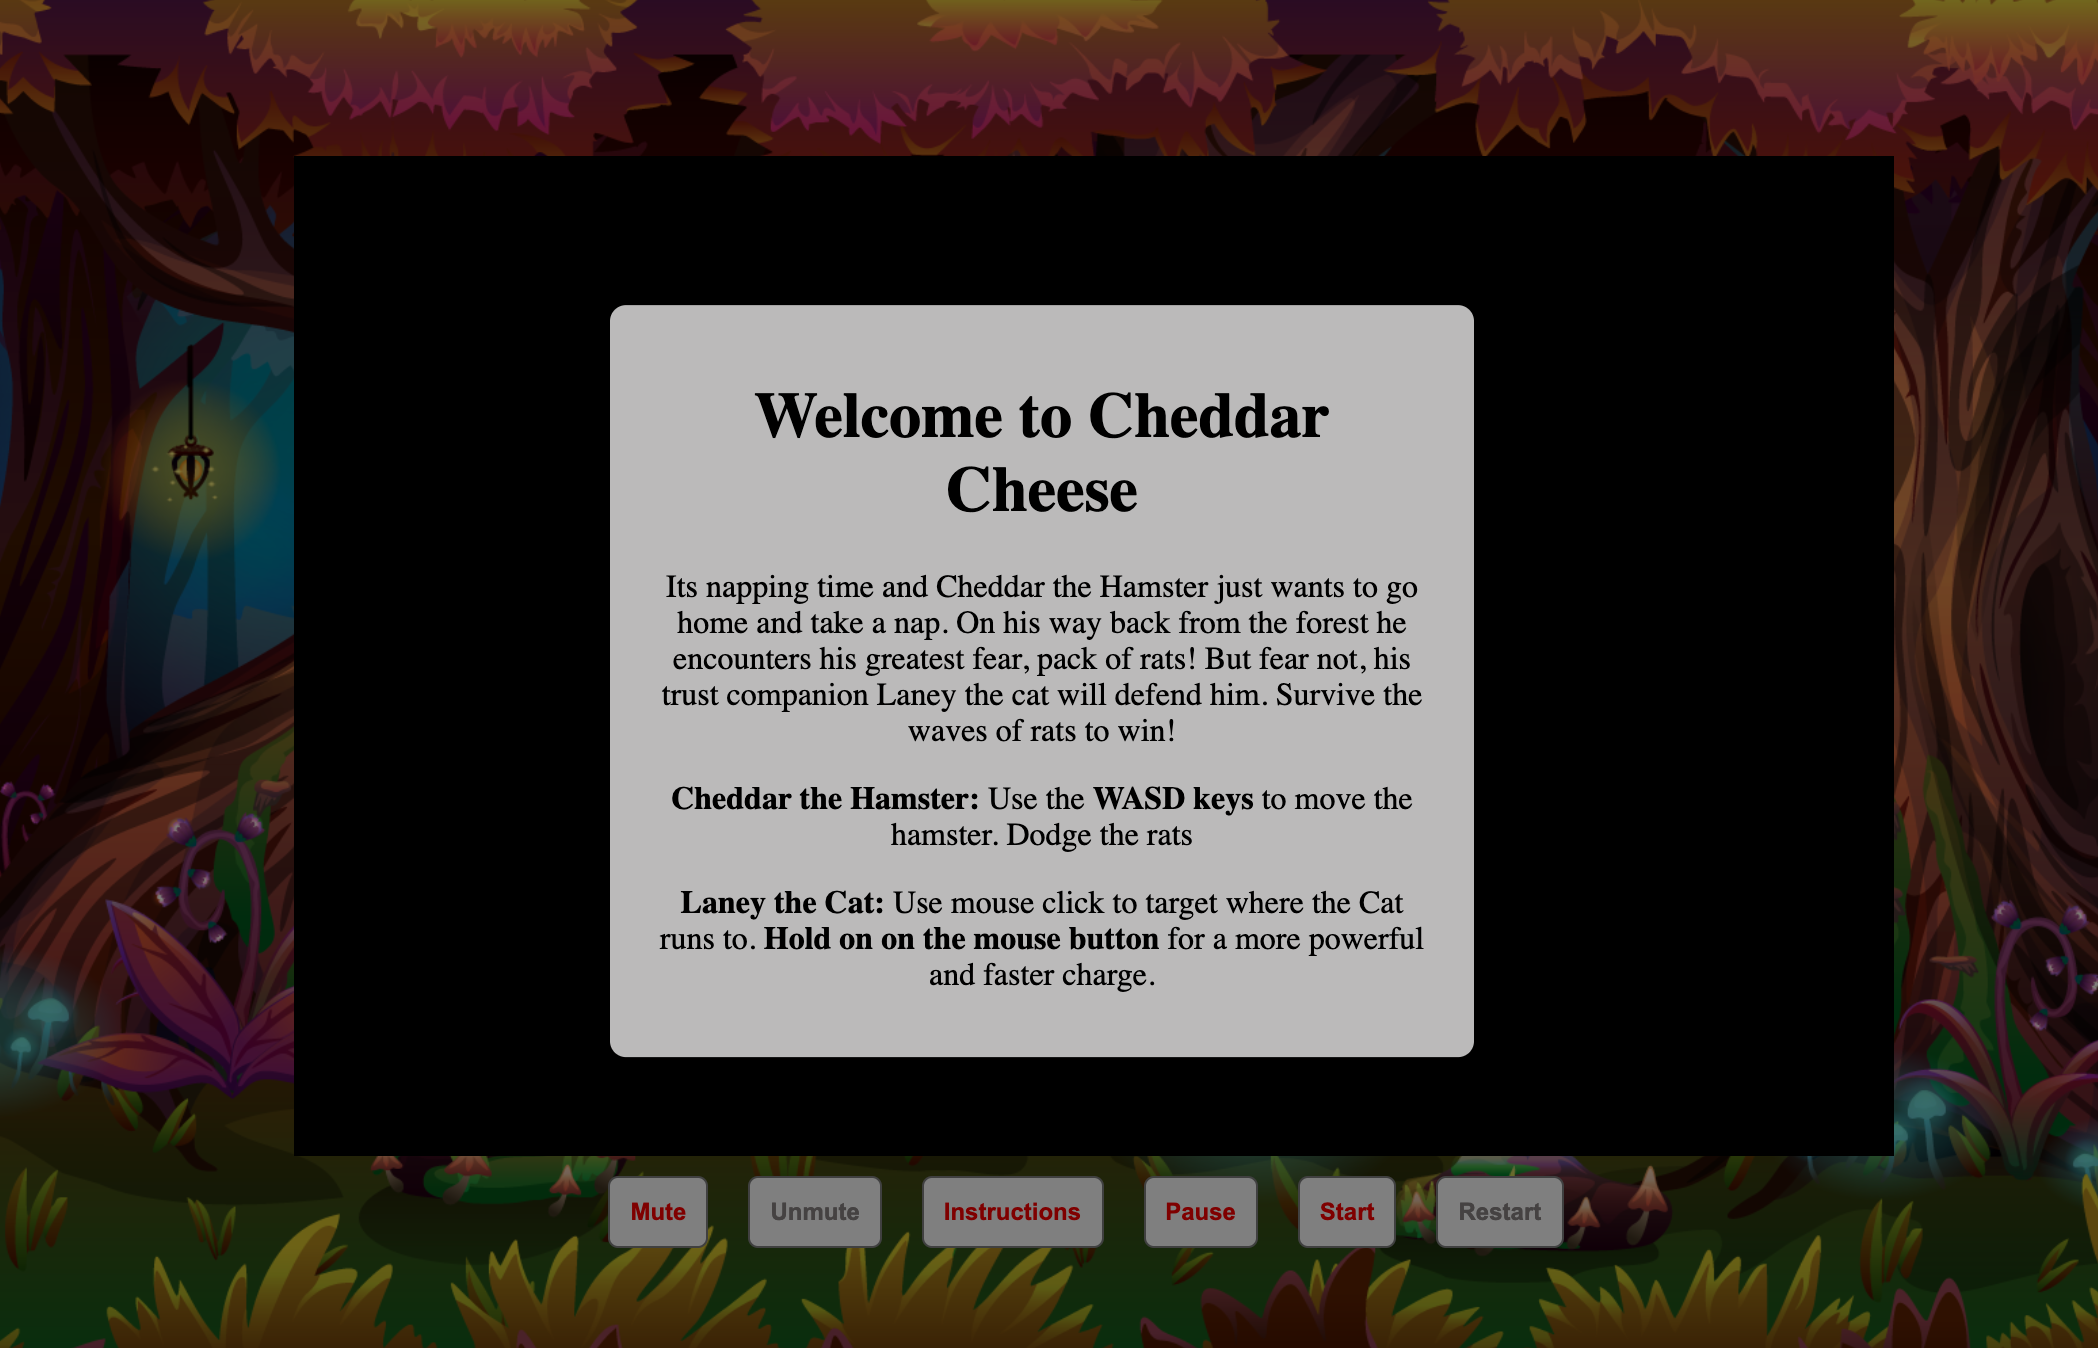 Welcome to Cheddar
Cheese
Its napping time and Cheddar the Hamster just wants to go
home and take a nap. On his way back from the forest he
encounters his greatest fear, pack of rats! But fear not, his
trust companion Laney the cat will defend him. Survive the
waves of rats to win!
Cheddar the Hamster: Use the WASD keys to move the
hamster. Dodge the rats
Laney the Cat: Use mouse click to target where the Cat
runs to. Hold on on the mouse button for a more powerful
and faster charge.
Mute Unmute Instructions Pause Start Restart